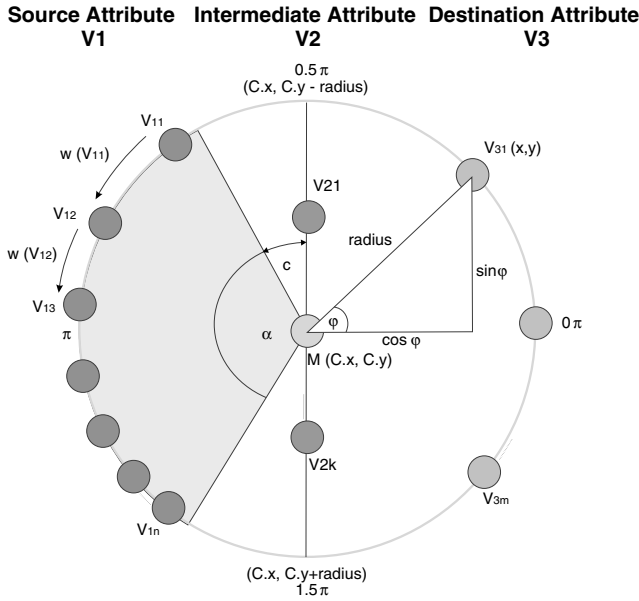 Source Attribute Intermediate Attribute Destination Attribute
V1 V2 V3
0.5 π
(C.x, C.y - radius)
V11
w (V11)
V31 (x,y)
V21
V12
radius
w (V12)
c
sinφ
V13
π
α
φ
0 π
cos φ
M (C.x, C.y)
V2k
V3m
V1n
(C.x, C.y+radius)
1.5 π